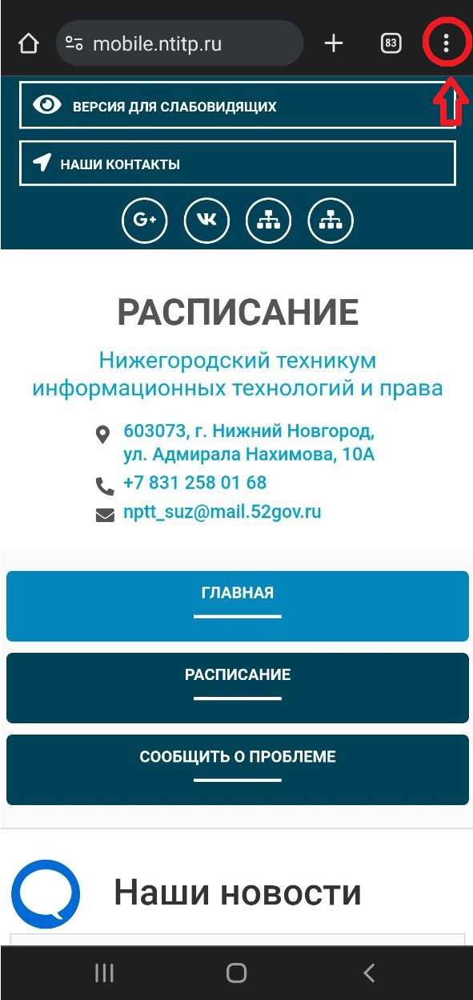 mobile.ntitp.ru
83
ВЕРСИЯ ДЛЯ СЛАБОВИДЯЩИХ
НАШИ КОНТАКТЫ
G+
РАСПИСАНИЕ
Нижегородский техникум
информационных технологий и права
603073, г. Нижний Новгород,
ул. Адмирала Нахимова, 10А
+7 831 258 01 68
nptt_suz@mail.52gov.ru
ГЛАВНАЯ
РАСПИСАНИЕ
СООБЩИТЬ О ПРОБЛЕМЕ
Наши новости